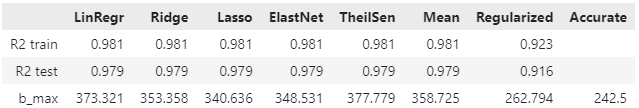 LinRegr Ridge Lasso ElastNet TheilSen Mean Regularized Accurate
R2 train 0.981 0.981 0.981 0.981 0.981 0.981 0.923
R2 test 0.979 0.979 0.979 0.979 0.979 0.979 0.916
b_max 373.321 353.358 340.636 348.531 377.779 358.725 262.794 242.5